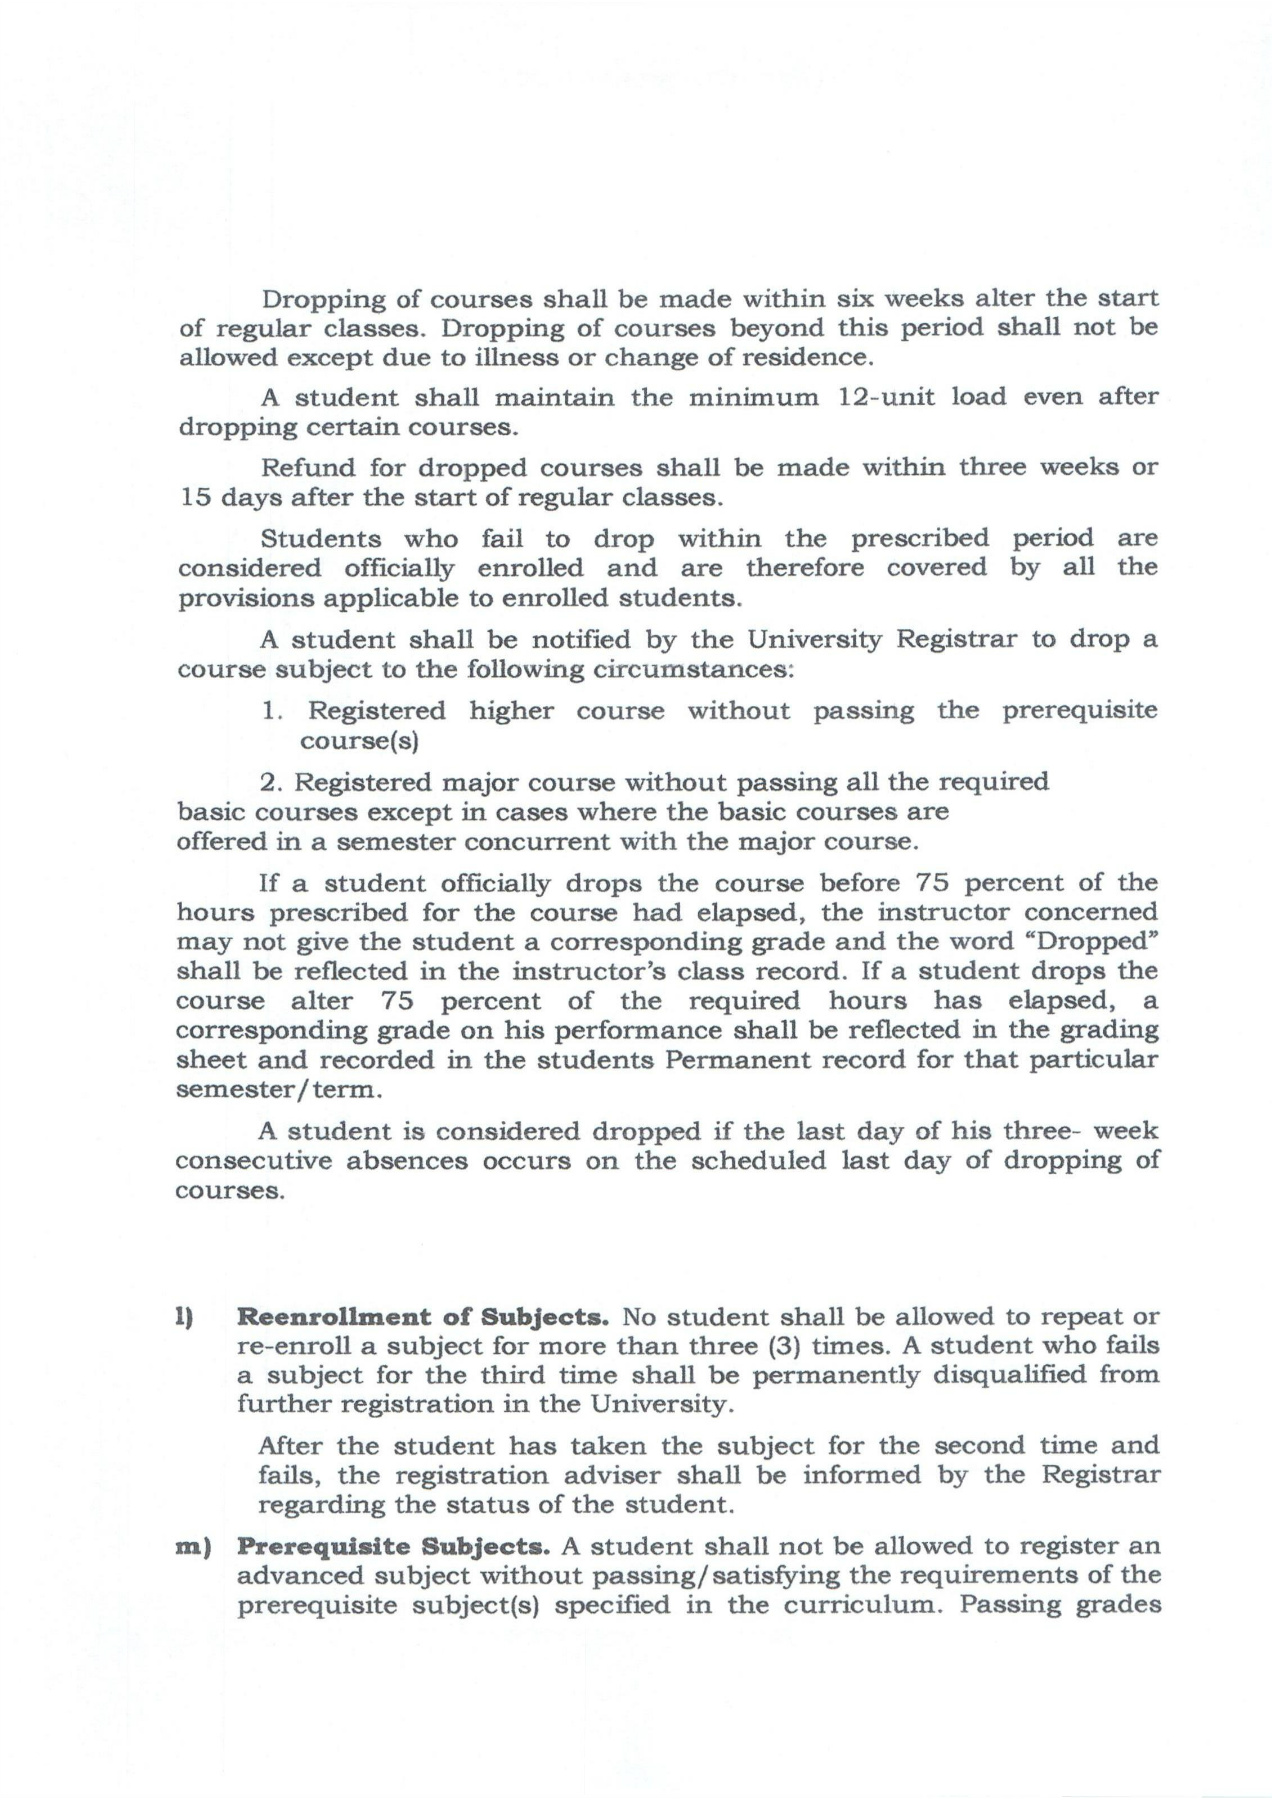 Dropping of courses shall be made within six weeks alter the start
of regular classes. Dropping of courses beyond this period shall not be
allowed except due to illness or change of residence.
A student shall maintain the minimum 12-unit load even after
dropping certain courses.
Refund for dropped courses shall be made within three weeks or
15 days after the start of regular classes.
Students who fail to drop within the prescribed period are
considered officially enrolled and are therefore covered by all the
provisions applicable to enrolled students.
A student shall be notified by the University Registrar to drop a
course subject to the following circumstances:
1. Registered higher course without passing the prerequisite
course(s)
2. Registered major course without passing all the required
basic courses except in cases where the basic courses are
offered in a semester concurrent with the major course.
If a student officially drops the course before 75 percent of the
hours prescribed for the course had elapsed, the instructor concerned
may not give the student a corresponding grade and the word “Dropped”
shall be reflected in the instructor’s class record. If a student drops the
course alter 75 percent of the required hours has elapsed, a
corresponding grade on his performance shall be reflected in the grading
sheet and recorded in the students Permanent record for that particular
semester/term.
A student is considered dropped if the last day of his three- week
consecutive absences occurs on the scheduled last day of dropping of
courses.
l) Reenrollment of Subjects. No student shall be allowed to repeat or
re-enroll a subject for more than three (3) times. A student who fails
a subject for the third time shall be permanently disqualified from
further registration in the University.
After the student has taken the subject for the second time and
fails, the registration adviser shall be informed by the Registrar
regarding the status of the student.
m) Prerequisite Subjects. A student shall not be allowed to register an
advanced subject without passing/satisfying the requirements of the
prerequisite subject(s) specified in the curriculum. Passing grades